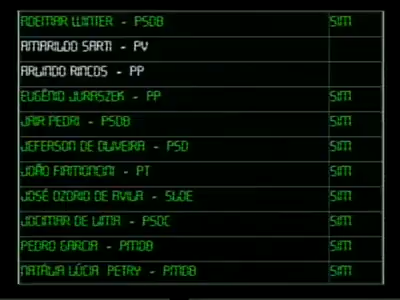 ADEMAR WINTER - PSDB SIM
AMARILDO SARTI - PV
ARLINDO RINCOS - PP
EUGÊNIO JURASZEK - PP SIM
JAIR PEDRI - PSDB SIM
JEFERSON DE OLIVEIRA - PSD SIM
JOÃO FIAMONCINI - PT SIM
JOSÉ OZORIO DE AVILA - SIM
JOCIMAR DE LIMA - PSDC SIM
PEDRO GARCIA - PMDB SIM
NATÁLIA LÚCIA PETRY - PMDB SIM